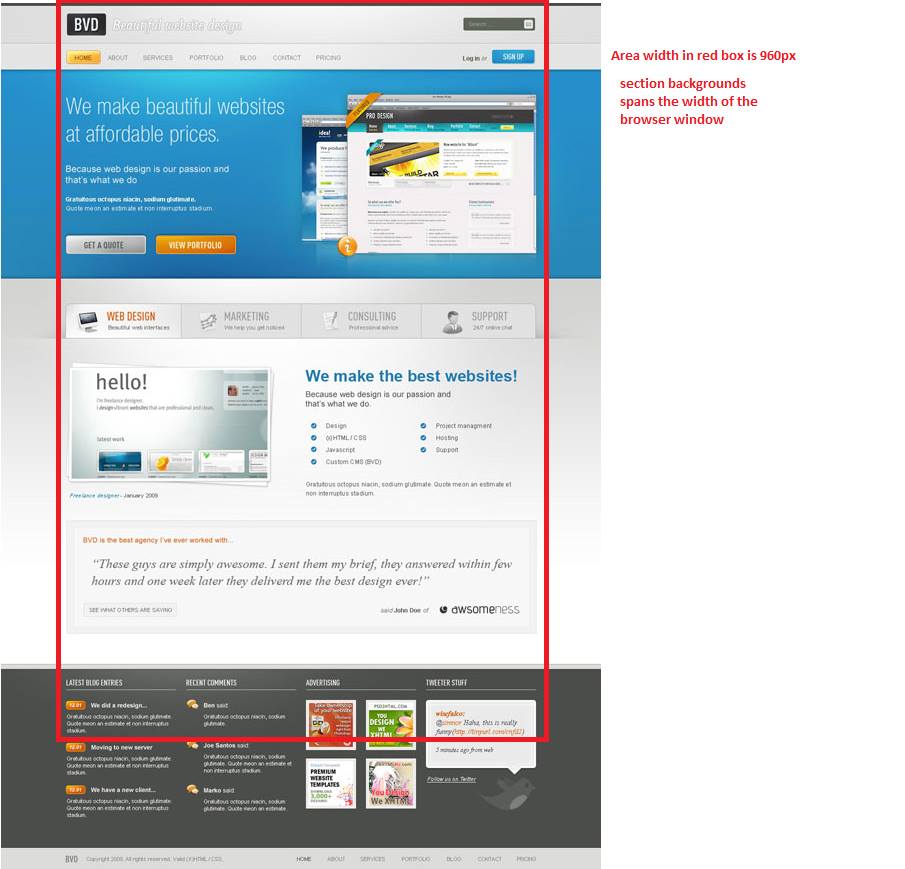 BVD Beautiful website design
Search...
Area width in red box is 960px
section backgrounds
spans the width of the
browser window
HOME ABOUT SERVICES PORTFOLIO BLOG CONTACT PRICING
Log in or SIGN UP
We make beautiful websites
at affordable prices.
Because web design is our passion and
that's what we do
Gratuitous octopus niacin, sodium glutimate.
Quote meon an estimate et non interruptus stadium.
GET A QUOTE VIEW PORTFOLIO
PRO DESIGN
WEB DESIGN
Beautiful web interfaces
MARKETING
We help you get noticed
CONSULTING
Professional advice
SUPPORT
24/7 online chat
hello!
I'm freelance designer.
I design vibrant websites that are professional and clean.
latest work
Freelance designer - January 2009
We made the best websites!
Because web design is our passion and
that's what we do.
Design
(x)HTML / CSS
Javascript
Custom CMS (BVD)
Project managment
Hosting
Support
Gratuitous octopus niacin, sodium glutimate. Quote meon an estimate et
non interruptus stadium.
BVD is the best agency I've ever worked with...
“These guys are simply awesome. I sent them my brief, they answered within few
hours and one week later they deliverd me the best design ever!”
SEE WHAT OTHERS ARE SAYING
said John Doe of awsomeness
LATEST BLOG ENTRIES
12.01 We did a redesign...
Gratuitous octopus niacin, sodium glutimate.
Quote meon an estimate et non interruptus
stadium.
12.01 Moving to new server
Gratuitous octopus niacin, sodium glutimate.
Quote meon an estimate et non interruptus
stadium.
12.01 We have a new client...
Gratuitous octopus niacin, sodium glutimate.
Quote meon an estimate et non interruptus
stadium.
RECENT COMMENTS
Ben said:
Gratuitous octopus niacin, sodium
glutimate.
Joe Santos said:
Gratuitous octopus niacin, sodium
glutimate. Quote meon an estimate et non
interruptus stadium.
Marko said:
Gratuitous octopus niacin, sodium
glutimate. Quote meon an estimate.
ADVERTISING
Take ownership
of your website
PSD2HTML.COM
YOU
DESIGN
WE
XHTML
PREMIUM
WEBSITE
TEMPLATES
DOWNLOAD
3,000+
DESIGNS!
You Design
We XHTML
TWEETER STUFF
wisefalco:
@simnor Haha, this is really
5 minutes ago from web
Follow us on Twitter
BVD Copyright 2009. All rights reserved. Valid (X)HTML / CSS.
HOME ABOUT SERVICES PORTFOLIO BLOG CONTACT PRICING